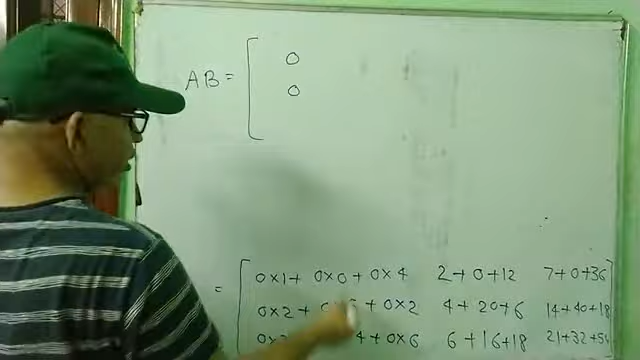 AB = [ 0
0
= [ 0×1+ 0×0 + 0×4 2+0+12 7+0+36 ]
0×2 + + 0×2 4+20+6 14+40+18
4 + 0×6 6+16+18 21+32+54